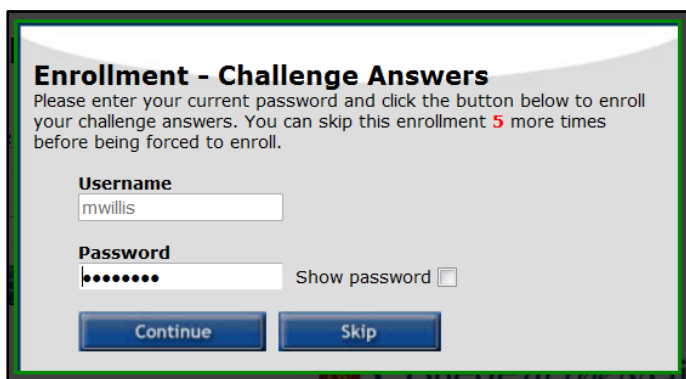 Enrollment - Challenge Answers
Please enter your current password and click the button below to enroll
your challenge answers. You can skip this enrollment 5 more times
before being forced to enroll.
Username
mwillis
Password
••••••••
Show password
Continue Skip